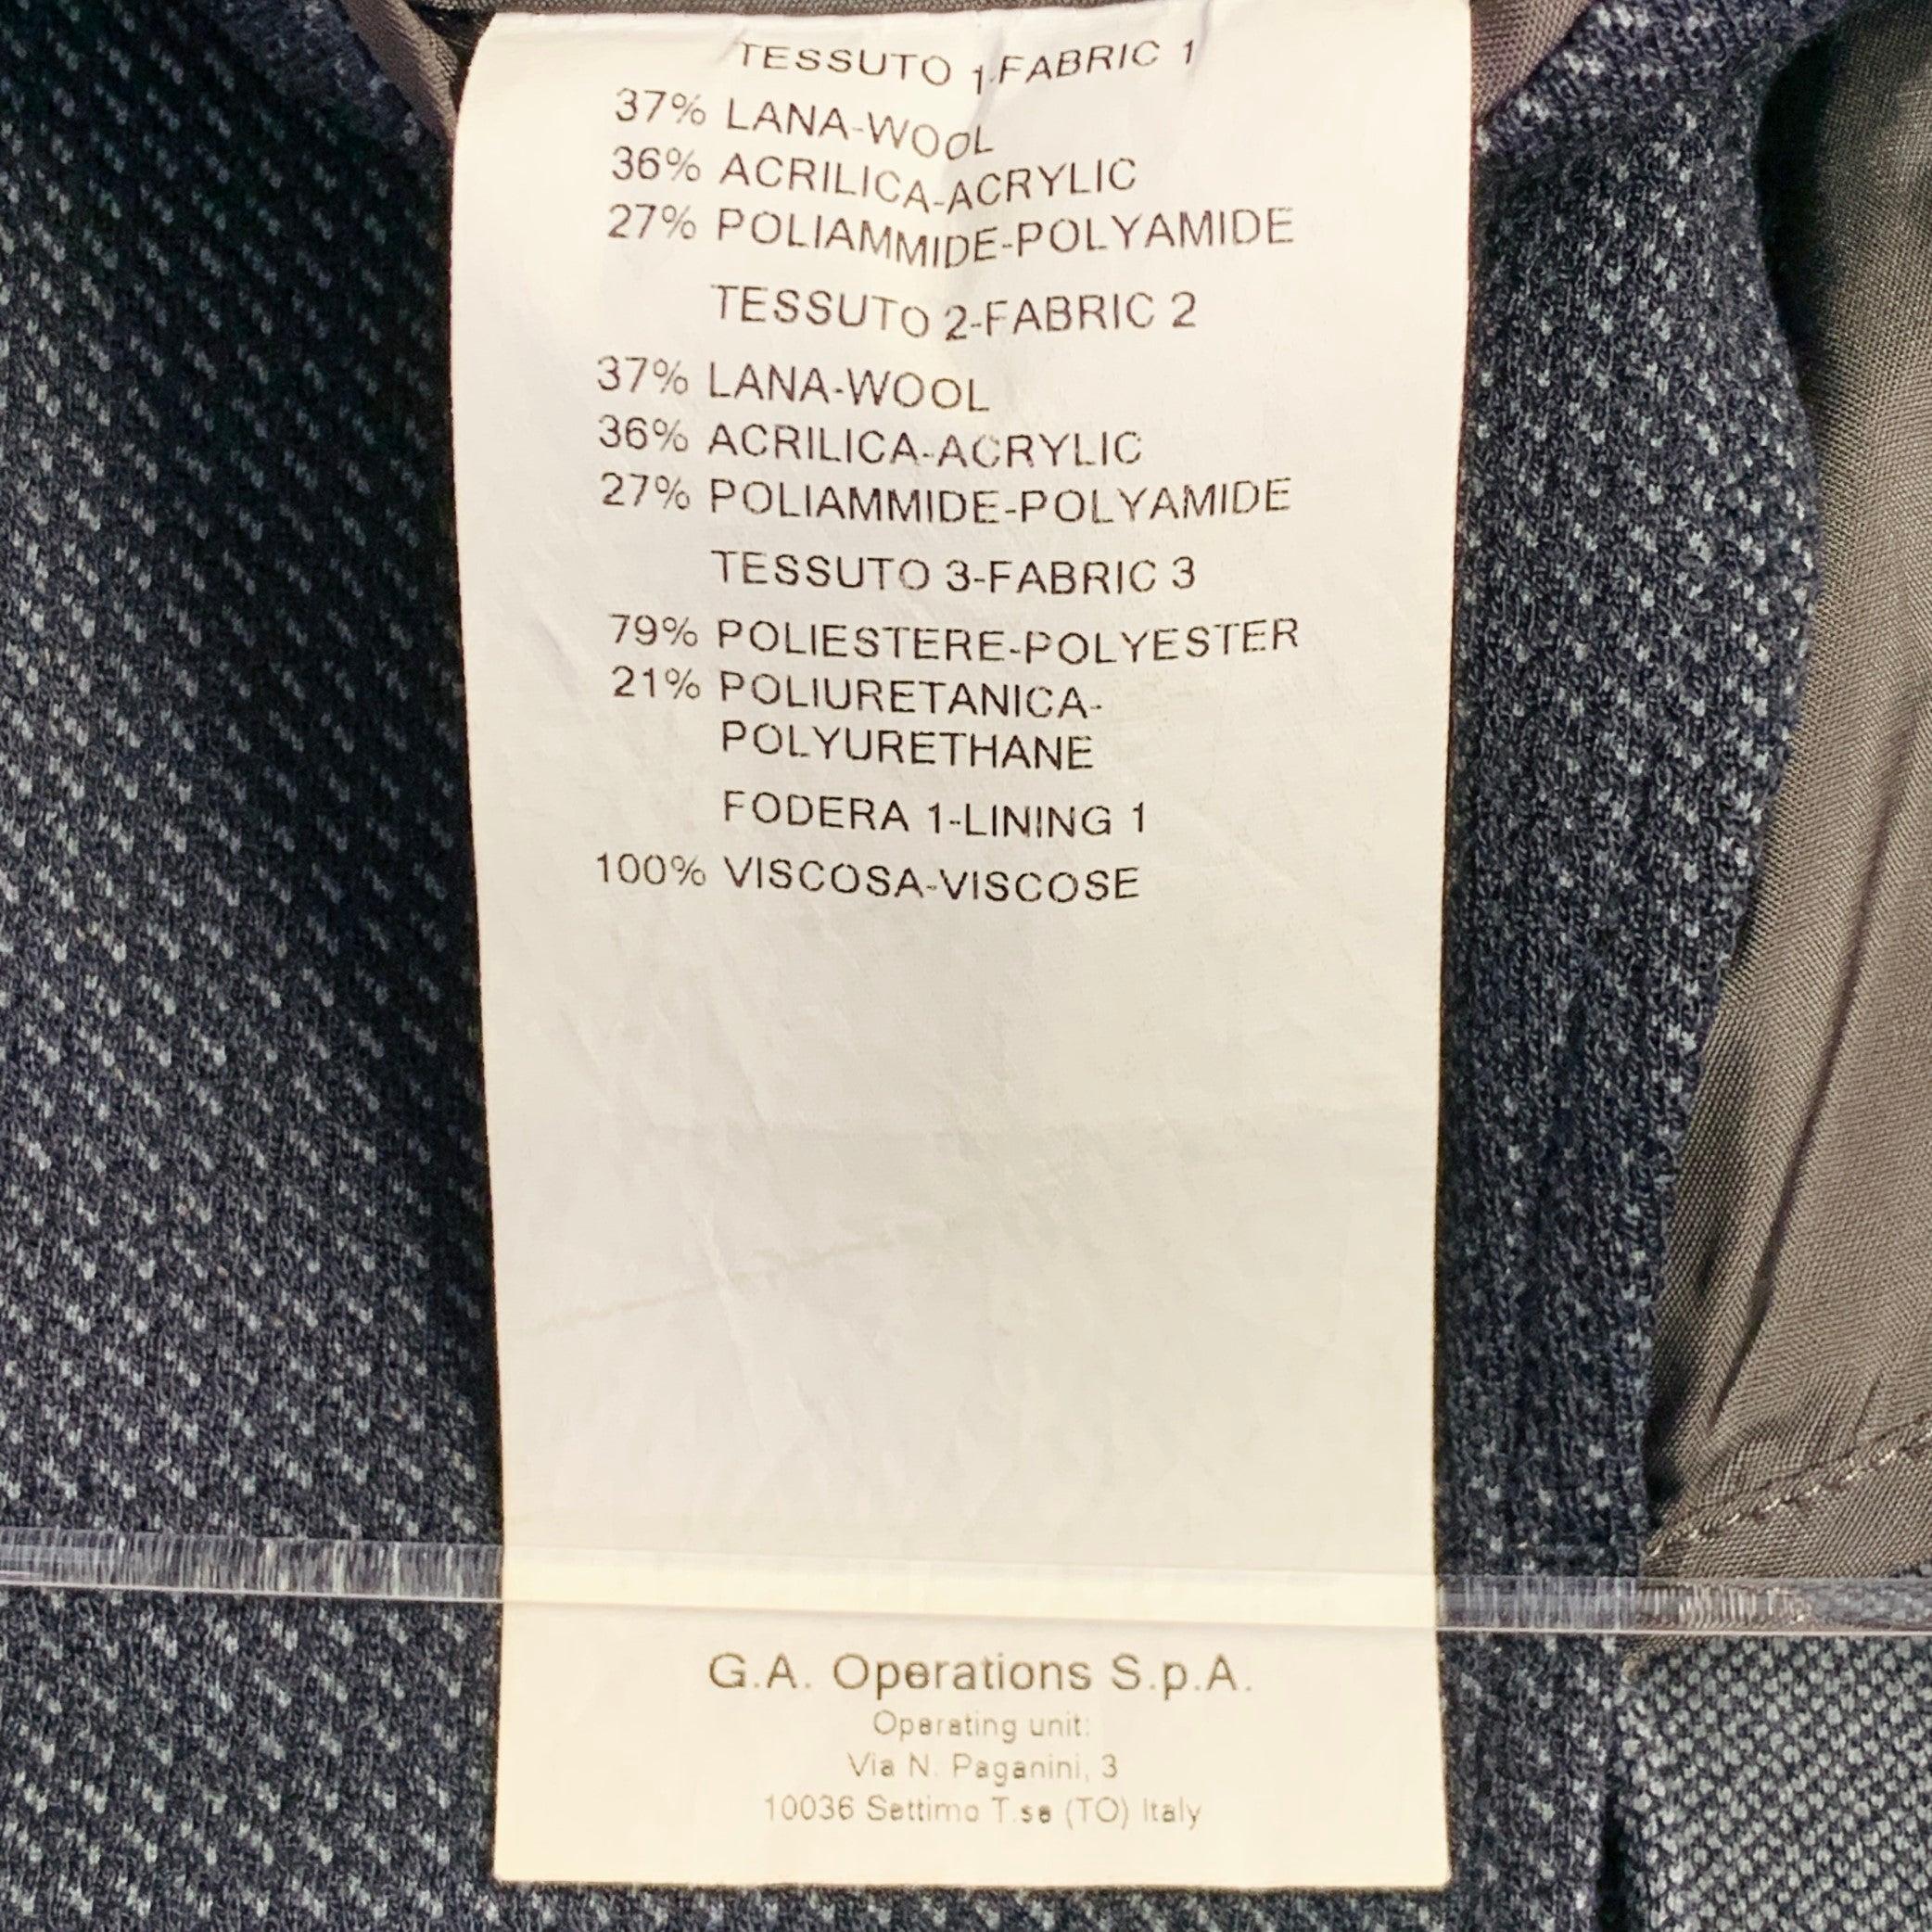 TESSUTO 1-FABRIC 1
37% LANA-WOOL
36% ACRILICA-ACRYLIC
27% POLIAMMIDE-POLYAMIDE
TESSUTO 2-FABRIC 2
37% LANA-WOOL
36% ACRILICA-ACRYLIC
27% POLIAMMIDE-POLYAMIDE
TESSUTO 3-FABRIC 3
79% POLIESTERE-POLYESTER
21% POLIURETANICA-
POLYURETHANE
FODERA 1-LINING 1
100% VISCOSA-VISCOSE
G.A. Operations S.p.A.
Operating unit:
Via N. Paganini, 3
10036 Settimo T.se (TO) Italy